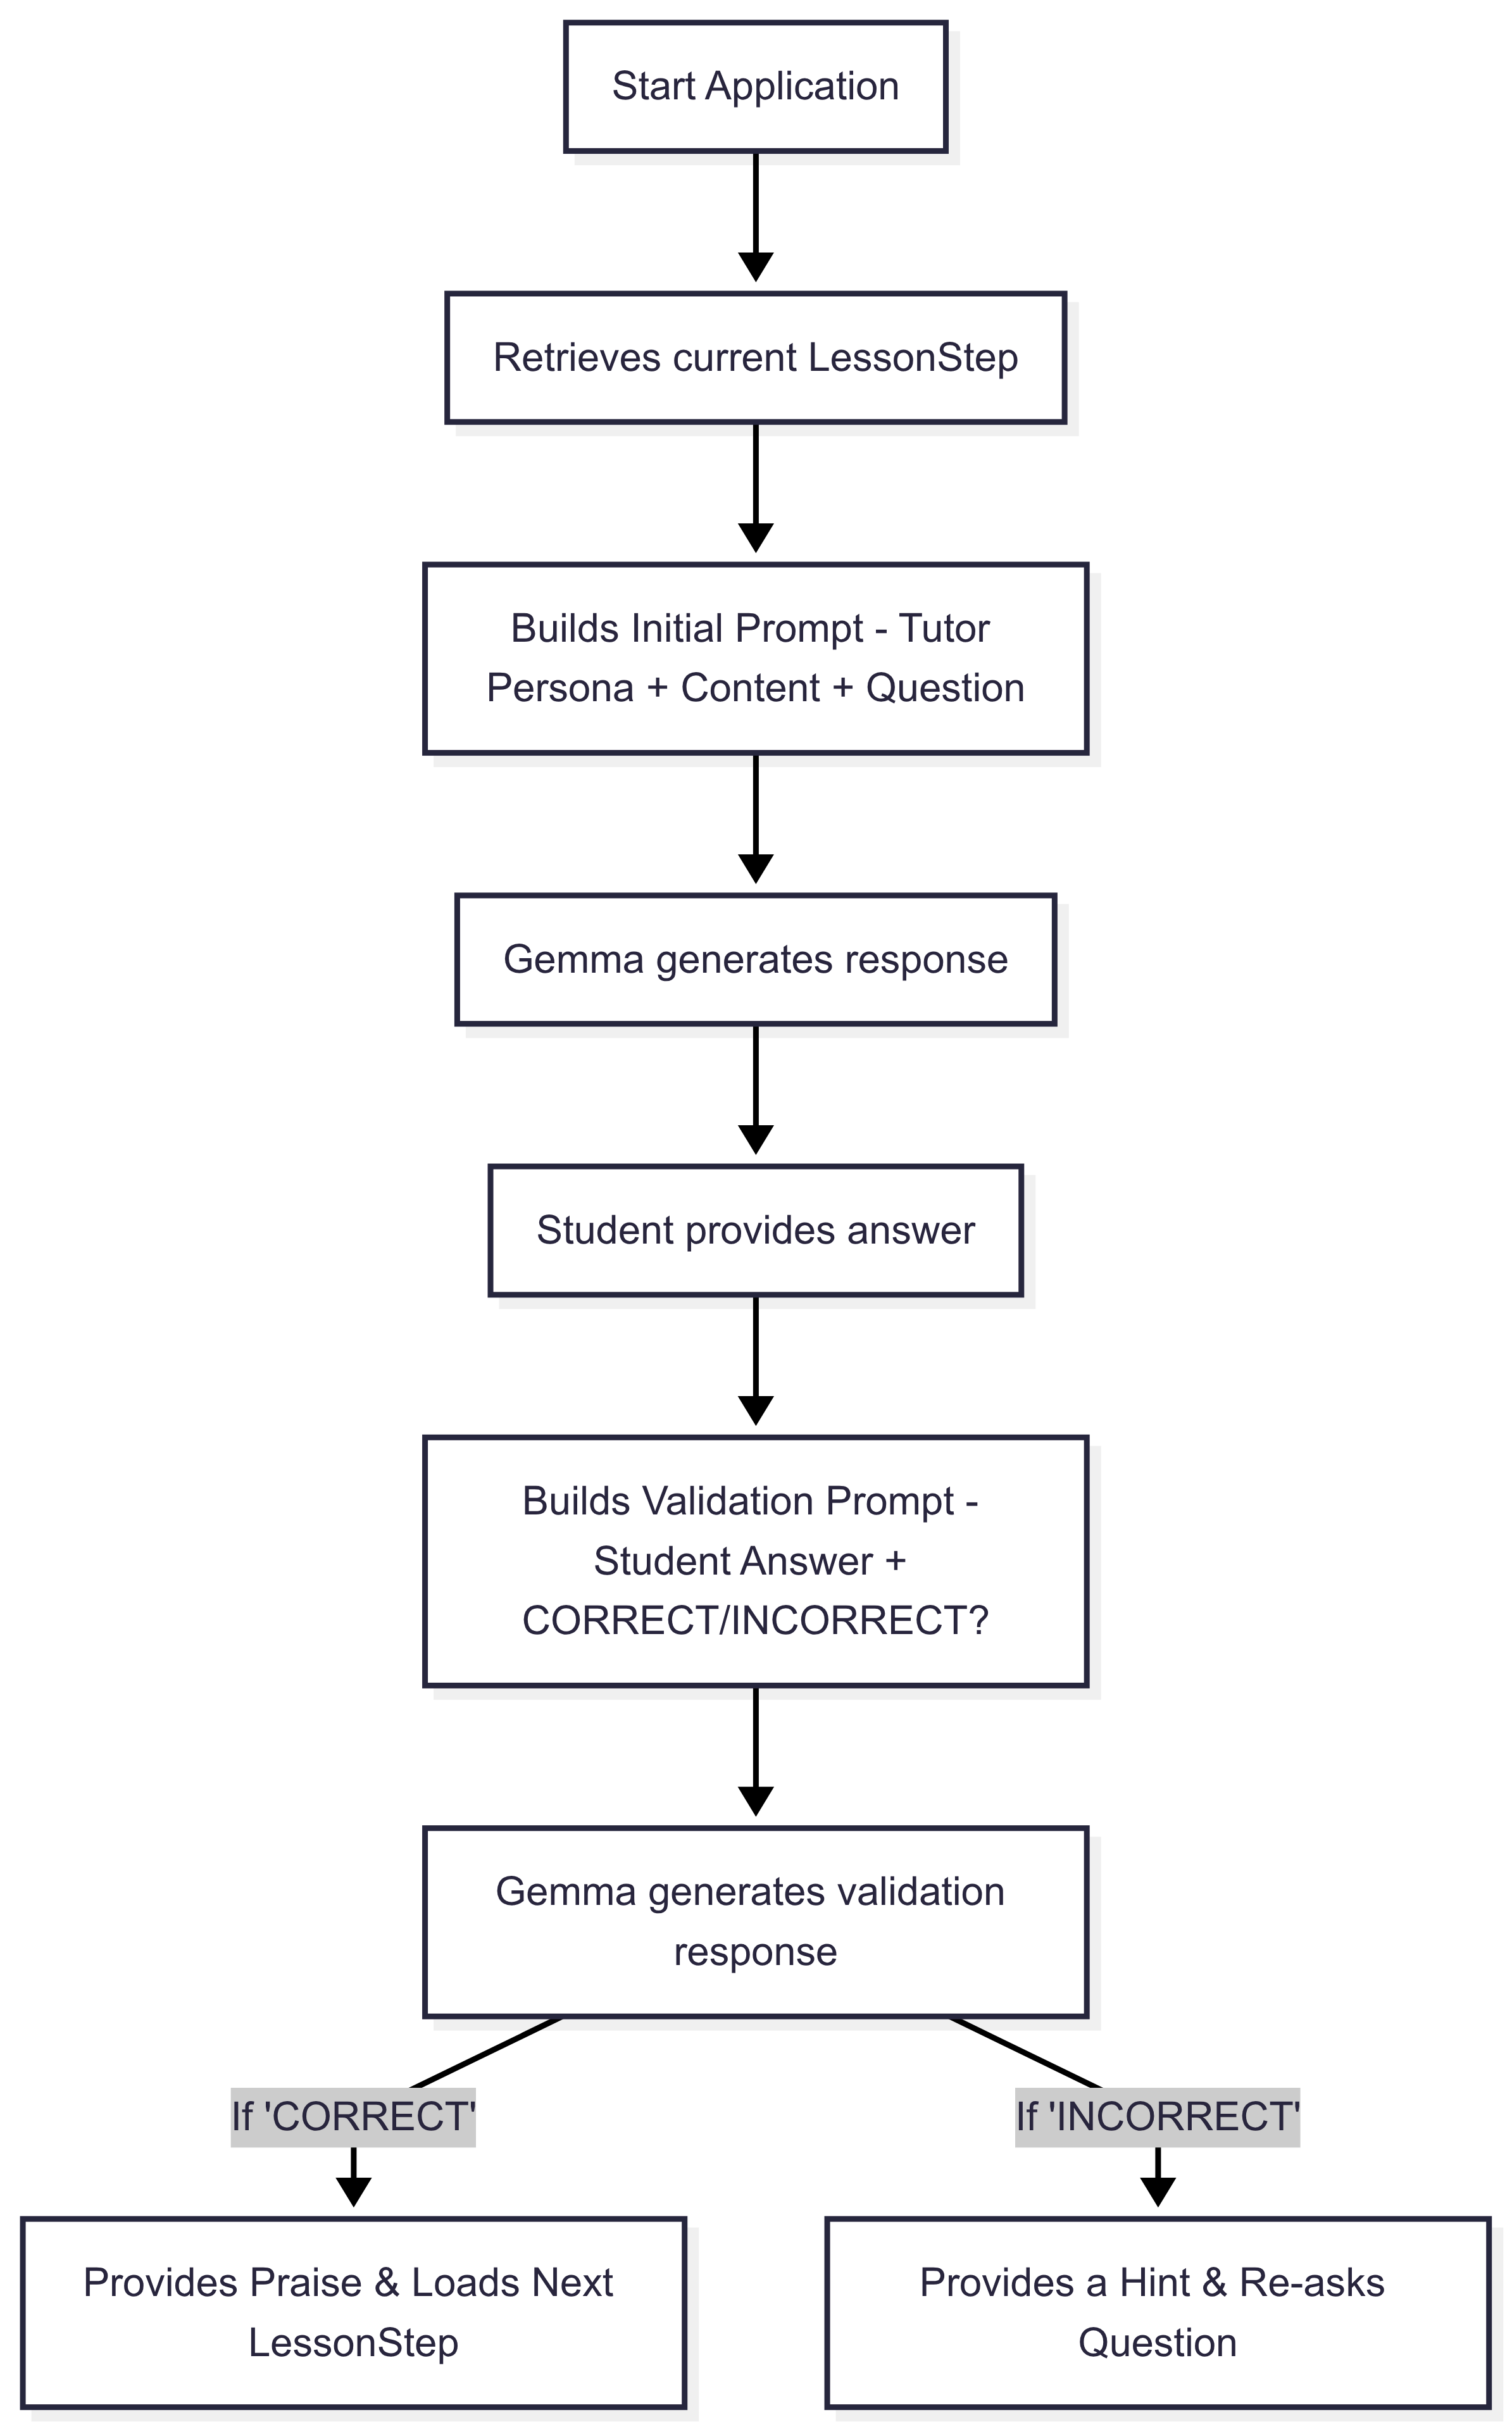 Start Application
Retrieves current LessonStep
Builds Initial Prompt - Tutor
Persona + Content + Question
Gemma generates response
Student provides answer
Builds Validation Prompt -
Student Answer +
CORRECT/INCORRECT?
Gemma generates validation
response
If 'CORRECT'
If 'INCORRECT'
Provides Praise & Loads Next
LessonStep
Provides a Hint & Re-asks
Question